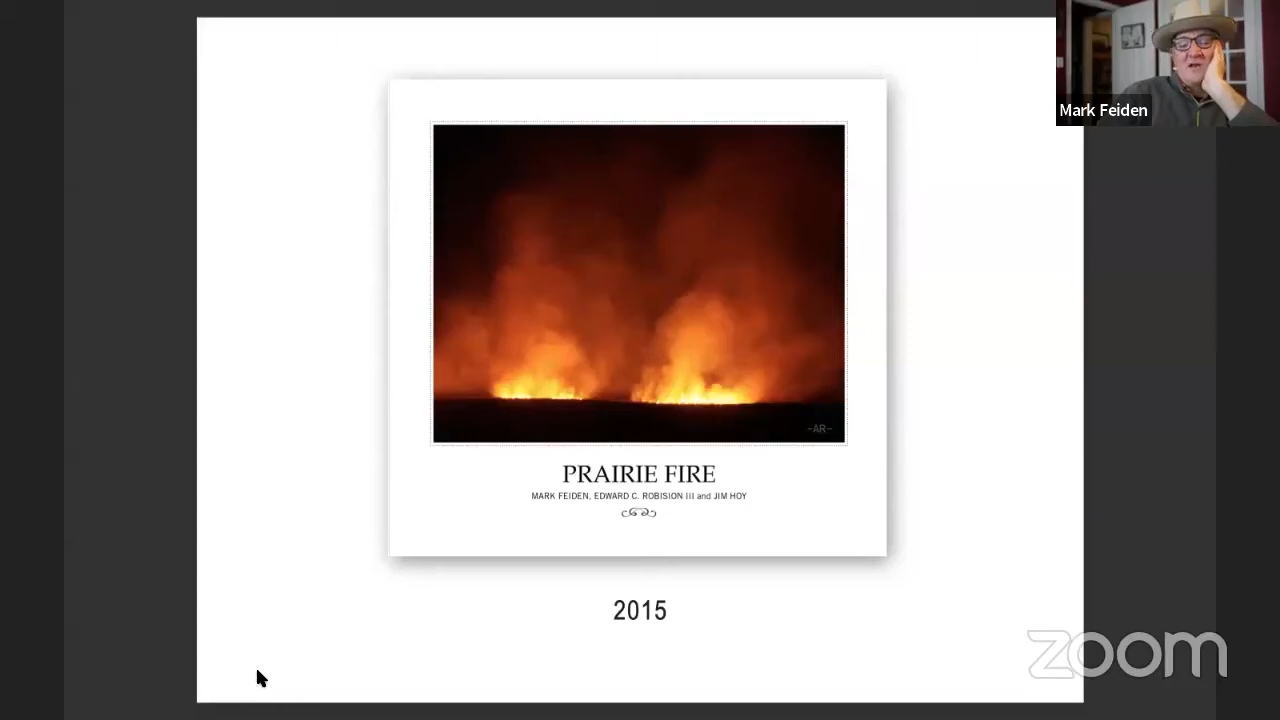 Mark Feiden
~AR~
PRAIRIE FIRE
MARK FEIDEN, EDWARD C. ROBISION III and JIM HOY
2015
zoom